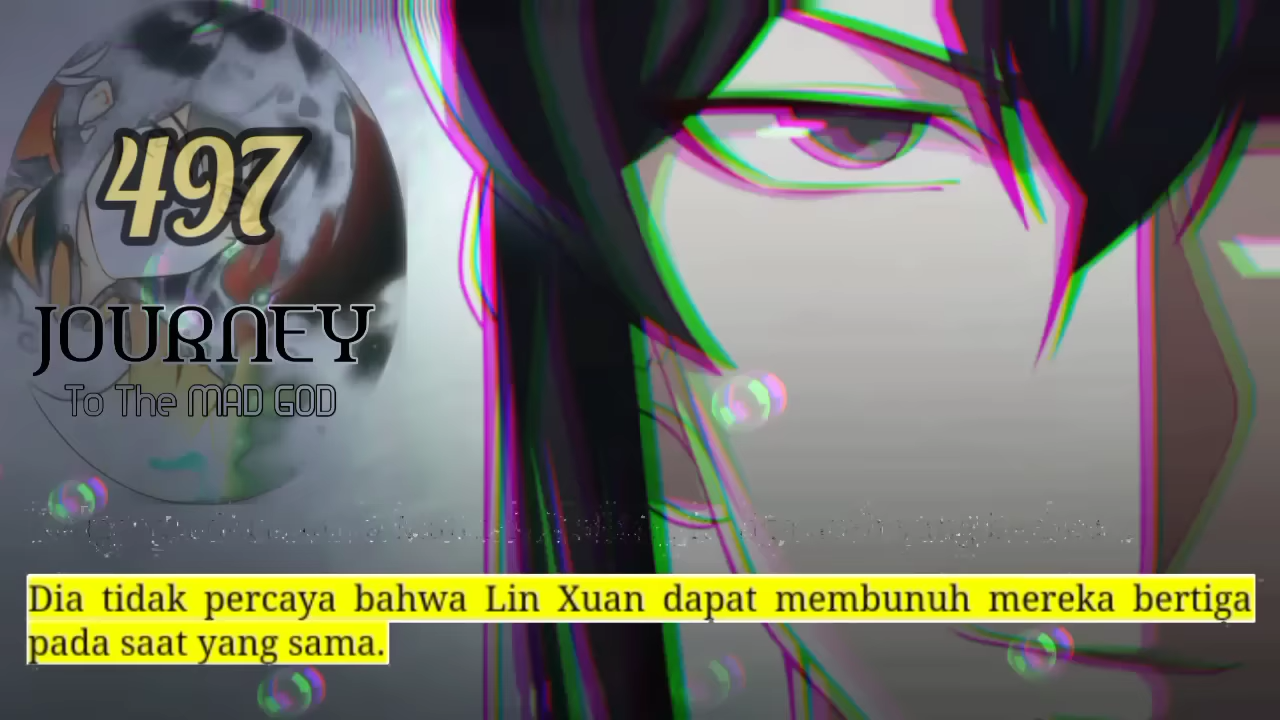 497
JOURNEY
To The MAD GOD
Dia tidak percaya bahwa Lin Xuan dapat membunuh mereka bertiga
pada saat yang sama.